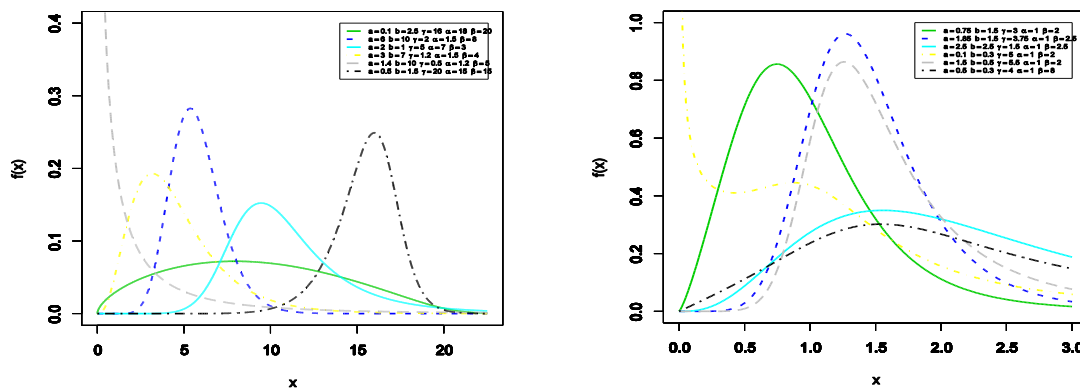 0.4
0.3
0.2
0.1
0.0
f(x)
a=0.1 b=2.5 γ=16 α=18 β=20
a=6 b=10 γ=2 α=1.5 β=6
a=2 b=1 γ=6 α=7 β=3
a=3 b=7 γ=1.2 α=1.5 β=4
a=1.4 b=10 γ=0.5 α=1.2 β=5
a=0.5 b=1.5 γ=20 α=15 β=15
0 5 10 15 20
x
1.0
0.8
0.6
0.4
0.2
0.0
f(x)
a=0.75 b=1.5 γ=3 α=1 β=2
a=1.85 b=1.5 γ=3.75 α=1 β=2.5
a=2.5 b=2.5 γ=1.5 α=1 β=2.5
a=0.1 b=0.3 γ=5 α=1 β=2
a=1.5 b=0.5 γ=5.5 α=1 β=2
a=0.5 b=0.3 γ=4 α=1 β=6
0.0 0.5 1.0 1.5 2.0 2.5 3.0
x